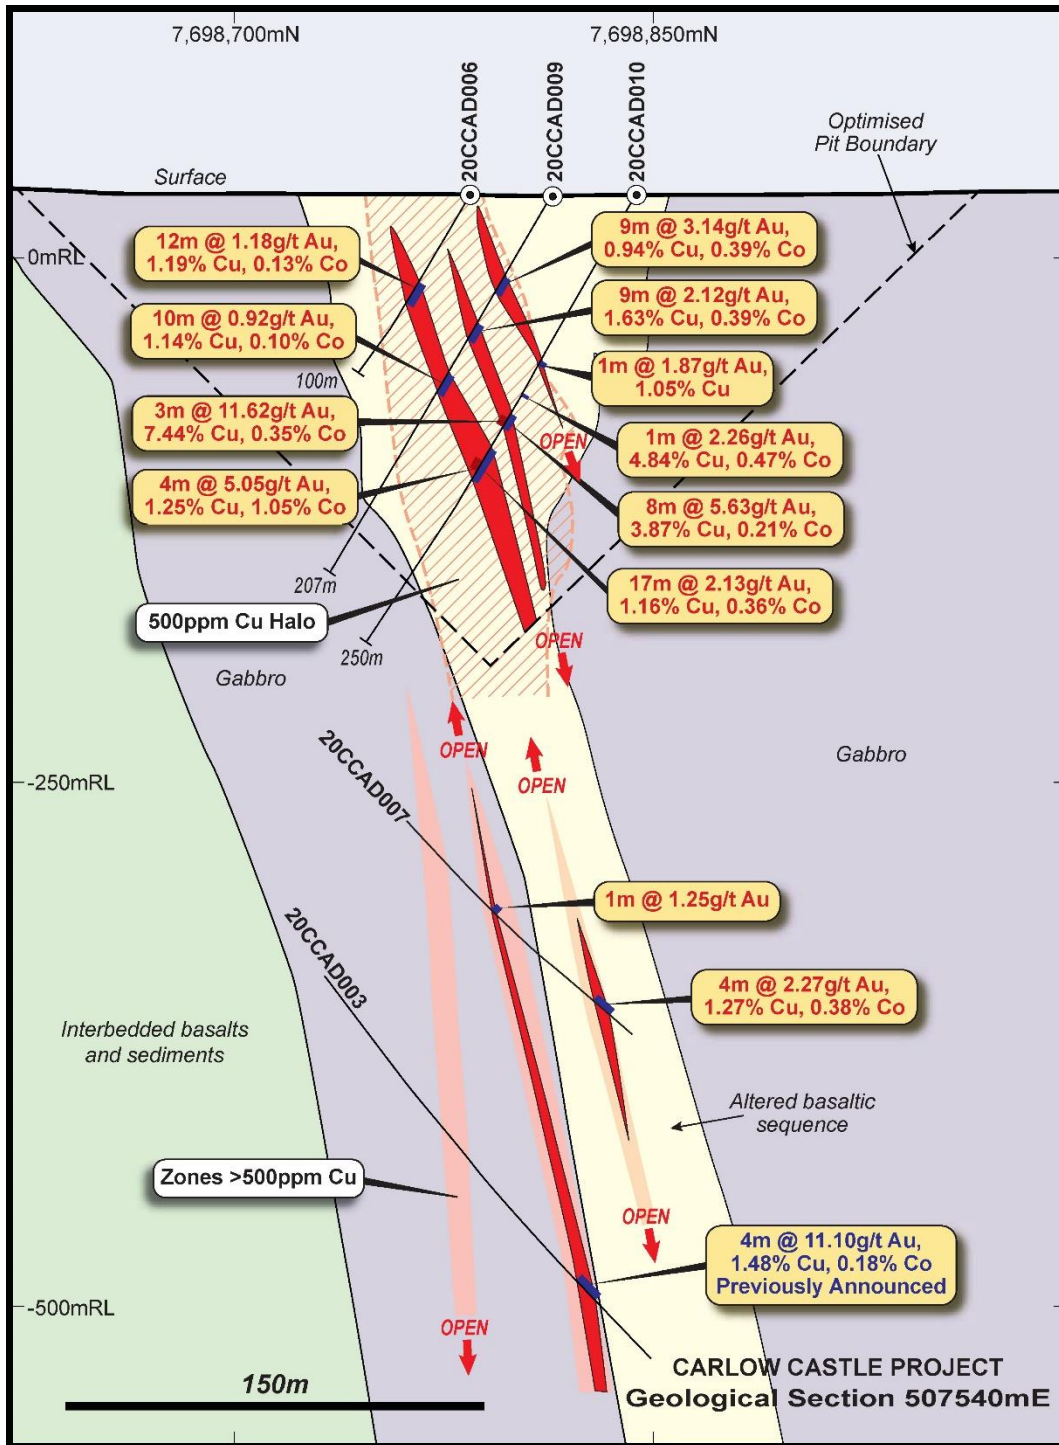 7,698,700mN
7,698,850mN
20CCAD006
20CCAD009
20CCAD010
Optimised
Pit Boundary
Surface
0mRL
12m @ 1.18g/t Au,
1.19% Cu, 0.13% Co
9m @ 3.14g/t Au,
0.94% Cu, 0.39% Co
10m @ 0.92g/t Au,
1.14% Cu, 0.10% Co
9m @ 2.12g/t Au,
1.63% Cu, 0.39% Co
100m
1m @ 1.87g/t Au,
1.05% Cu
3m @ 11.62g/t Au,
7.44% Cu, 0.35% Co
OPEN
1m @ 2.26g/t Au,
4.84% Cu, 0.47% Co
4m @ 5.05g/t Au,
1.25% Cu, 1.05% Co
8m @ 5.63g/t Au,
3.87% Cu, 0.21% Co
207m
17m @ 2.13g/t Au,
1.16% Cu, 0.36% Co
500ppm Cu Halo
250m
OPEN
Gabbro
OPEN
20CCAD007
Gabbro
-250mRL
OPEN
1m @ 1.25g/t Au
20CCAD003
4m @ 2.27g/t Au,
1.27% Cu, 0.38% Co
Interbedded basalts
and sediments
Altered basaltic
sequence
Zones >500ppm Cu
OPEN
4m @ 11.10g/t Au,
1.48% Cu, 0.18% Co
Previously Announced
-500mRL
OPEN
150m
CARLOW CASTLE PROJECT
Geological Section 507540mE